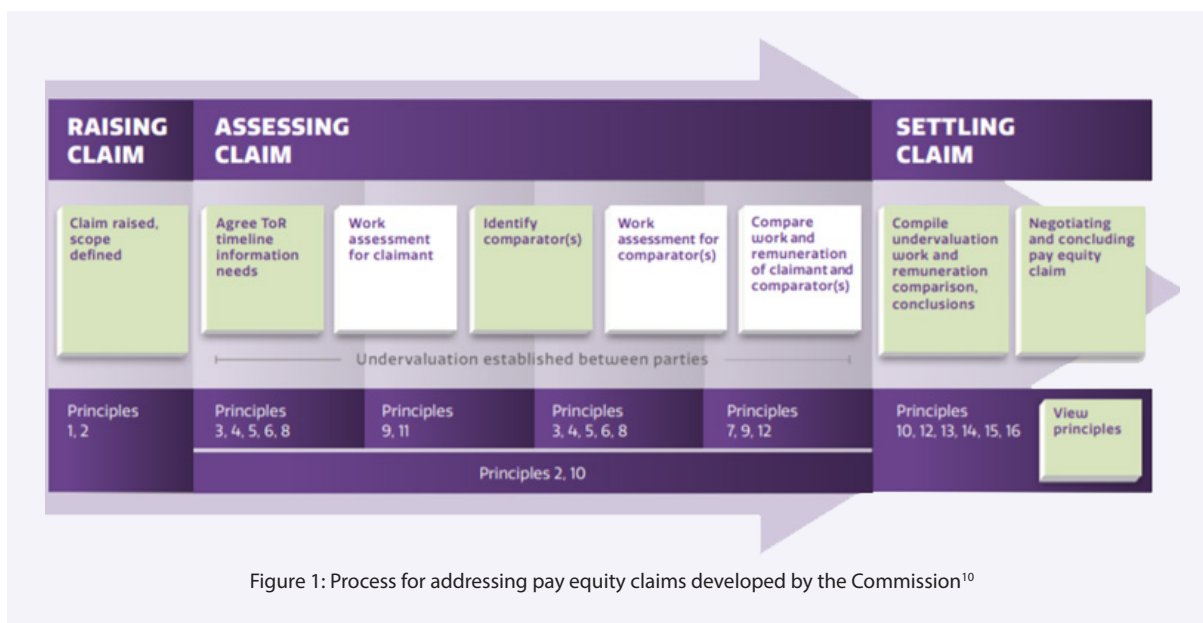 RAISING
CLAIM
ASSESSING
CLAIM
SETTLING
CLAIM
Claim raised,
scope
defined
Agree ToR
timeline
information
needs
Work
assessment
for claimant
Identify
comparator(s)
Work
assessment for
comparator(s)
Compare
work and
remuneration
of claimant and
comparator(s)
Compile
undervaluation
work and
remuneration
comparison,
conclusions
Negotiating
and concluding
pay equity
claim
Undervaluation established between parties
Principles
1, 2
Principles
3, 4, 5, 6, 8
Principles
9, 11
Principles
3, 4, 5, 6, 8
Principles
7, 9, 12
Principles
10, 12, 13, 14, 15, 16
View
principles
Principles 2, 10
Figure 1: Process for addressing pay equity claims developed by the Commission¹⁰